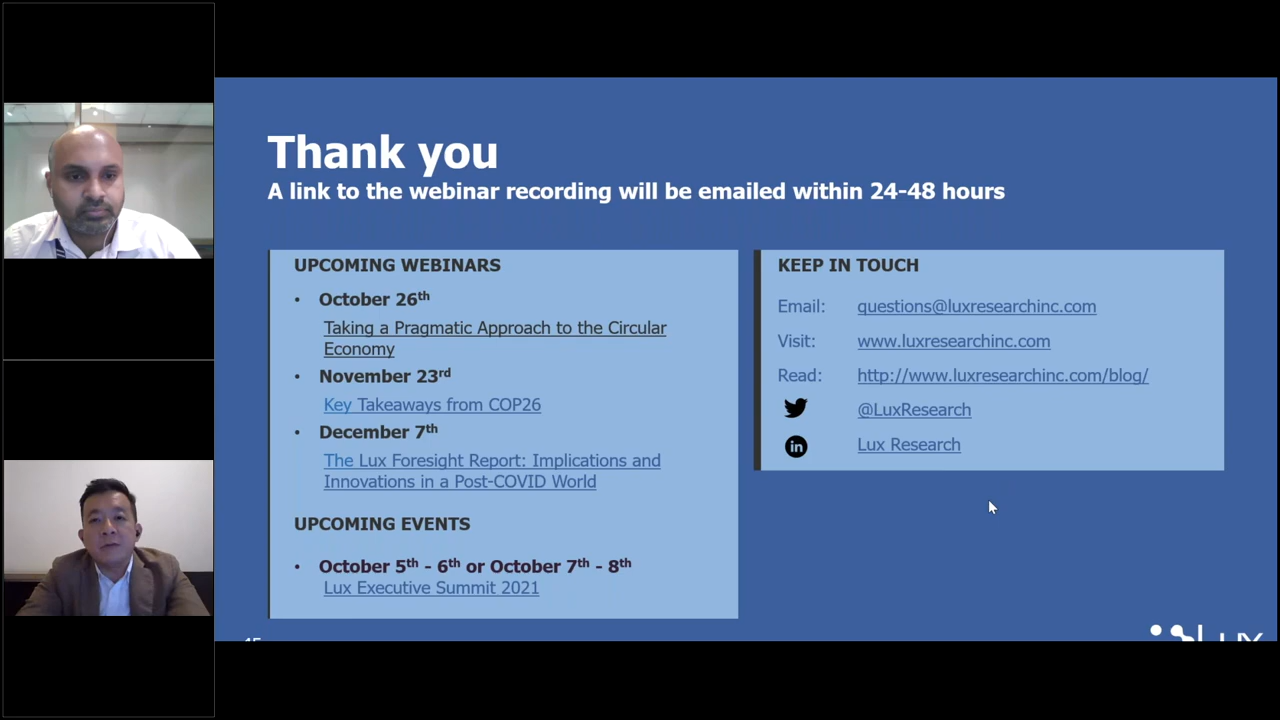 Thank you
A link to the webinar recording will be emailed within 24-48 hours
UPCOMING WEBINARS
• October 26th
Taking a Pragmatic Approach to the Circular
Economy
• November 23rd
Key Takeaways from COP26
• December 7th
The Lux Foresight Report: Implications and
Innovations in a Post-COVID World
UPCOMING EVENTS
• October 5th - 6th or October 7th - 8th
Lux Executive Summit 2021
KEEP IN TOUCH
Email: questions@luxresearchinc.com
Visit: www.luxresearchinc.com
Read: http://www.luxresearchinc.com/blog/
@LuxResearch
in Lux Research
LUX